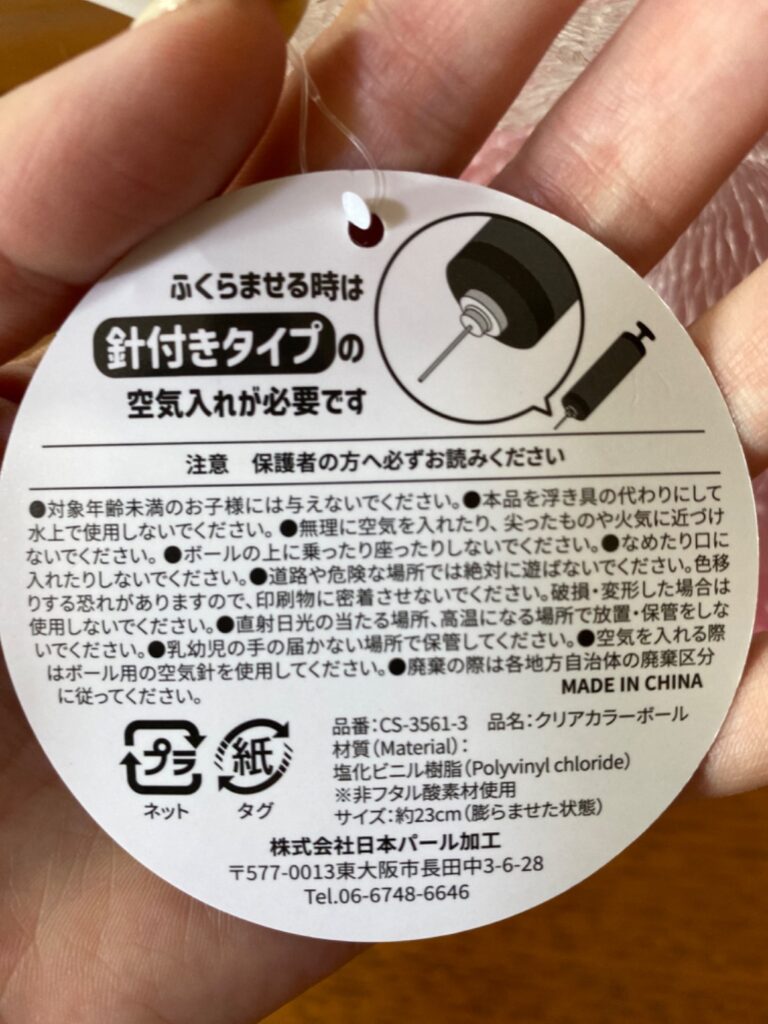 ふくらませる時は
針付きタイプの
空気入れが必要です
注意 保護者の方へ必ずお読みください
●対象年齢未満のお子様には与えないでください。●本品を浮き具の代わりにして
水上で使用しないでください。●無理に空気を入れたり、尖ったものや火気に近づけ
ないでください。●ボールの上に乗ったり座ったりしないでください。●なめたり口に
入れたりしないでください。●道路や危険な場所では絶対に遊ばないでください。色移
りする恐れがありますので、印刷物に密着させないでください。破損・変形した場合は
使用しないでください。●直射日光の当たる場所、高温になる場所で放置・保管をしな
いでください。●乳幼児の手の届かない場所で保管してください。●空気を入れる際
はボール用の空気針を使用してください。●廃棄の際は各地方自治体の廃棄区分
に従ってください。
MADE IN CHINA
プラ
ネット
紙
タグ
品番：CS-3561-3 品名：クリアカラーボール
材質（Material）：
塩化ビニル樹脂（Polyvinyl chloride）
※非フタル酸素材使用
サイズ：約23cm（膨らませた状態）
株式会社日本パール加工
〒577-0013東大阪市長田中3-6-28
Tel.06-6748-6646